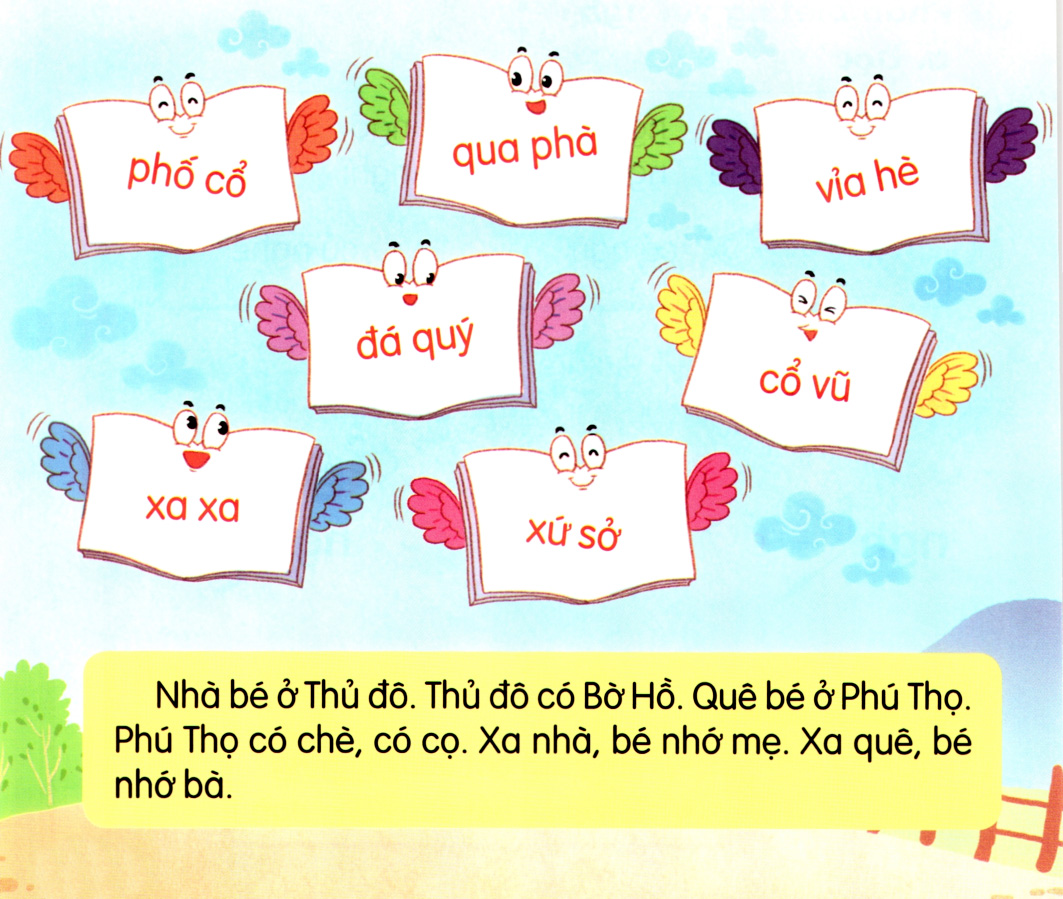 phố cổ
qua phà
vỉa hè
đá quý
cổ vũ
xa xa
xứ sở
Nhà bé ở Thủ đô. Thủ đô có Bờ Hồ. Quê bé ở Phú Thọ.
Phú Thọ có chè, có cọ. Xa nhà, bé nhớ mẹ. Xa quê, bé
nhớ bà.